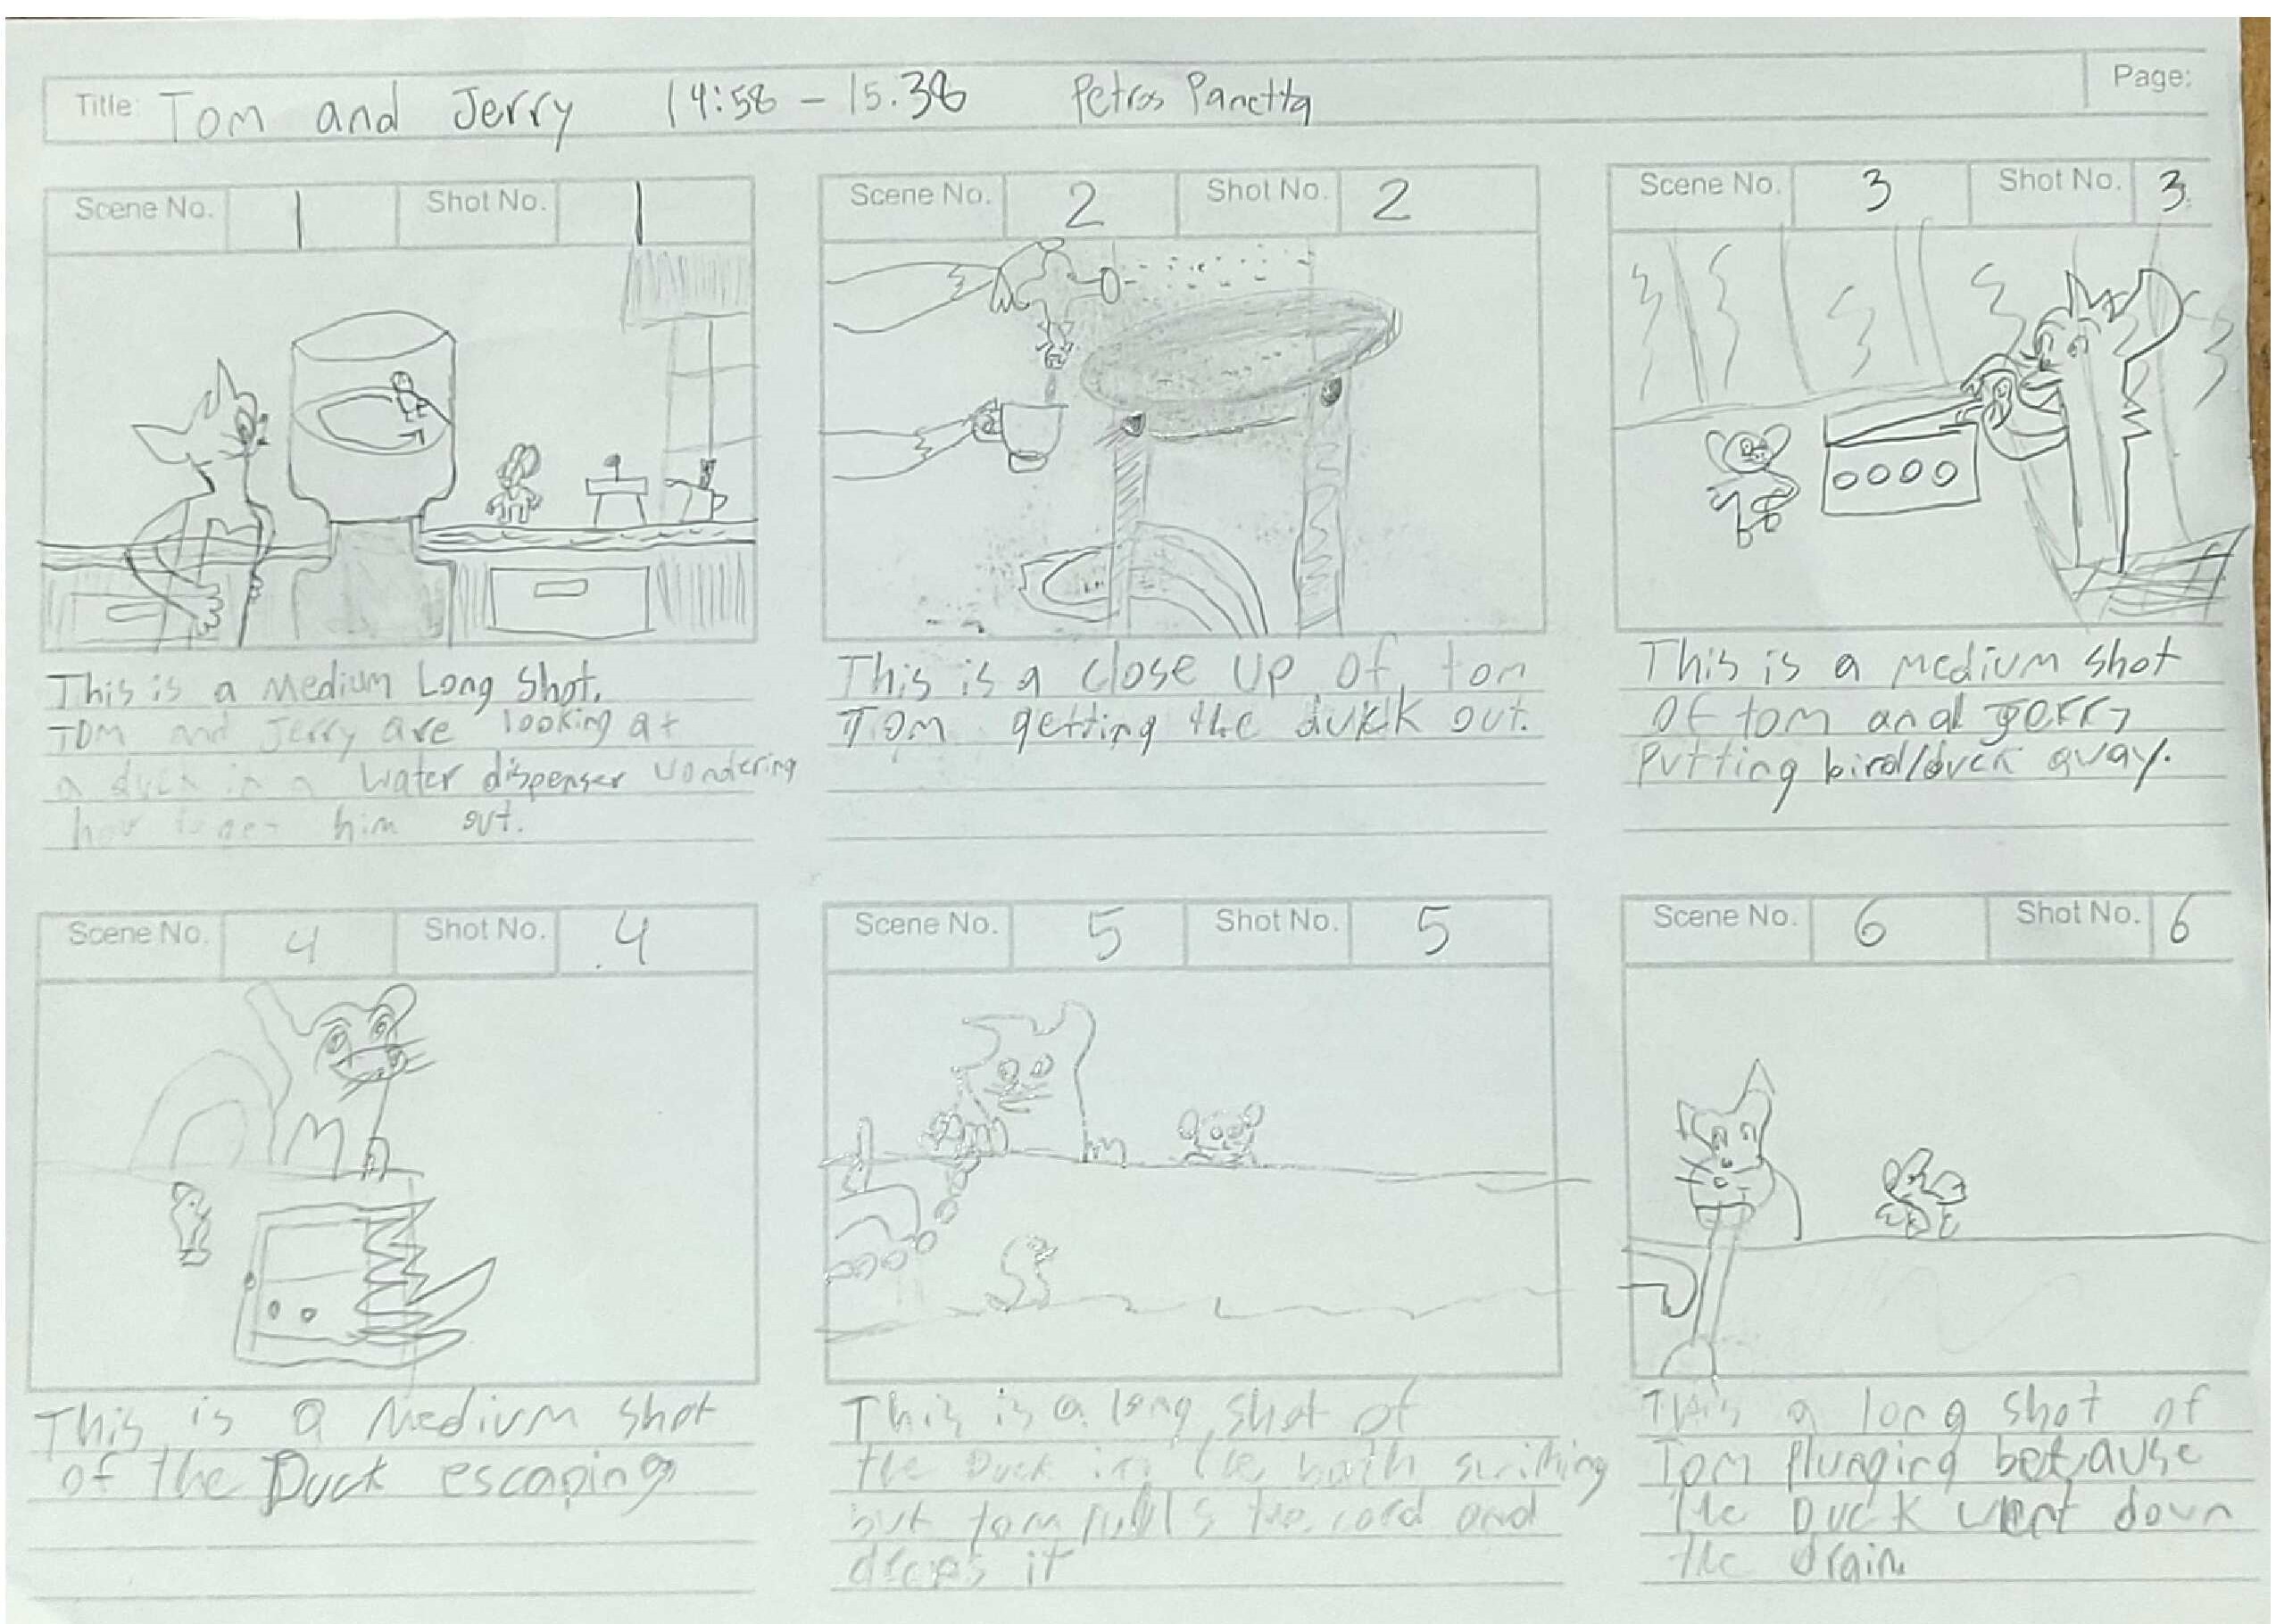 Title: Tom and Jerry 14:58 - 15.38 Petros Panetta
Page:
Scene No. 1 Shot No. 1
This is a Medium Long Shot.
Tom and Jerry are looking at
a duck in a water dispenser wondering
how to get him out.
Scene No. 2 Shot No. 2
This is a close up of tom
Tom getting the duck out.
Scene No. 3 Shot No. 3
This is a medium shot
of tom and Jerry
Putting bird/duck away.
Scene No. 4 Shot No. 4
This is a Medium shot
of the Duck escaping
Scene No. 5 Shot No. 5
This is a long shot of
the Duck in the bath
but tom pulls the cord and
drops it
Scene No. 6 Shot No. 6
This a long shot of
Tom Plunging because
the Duck went down
the drain.